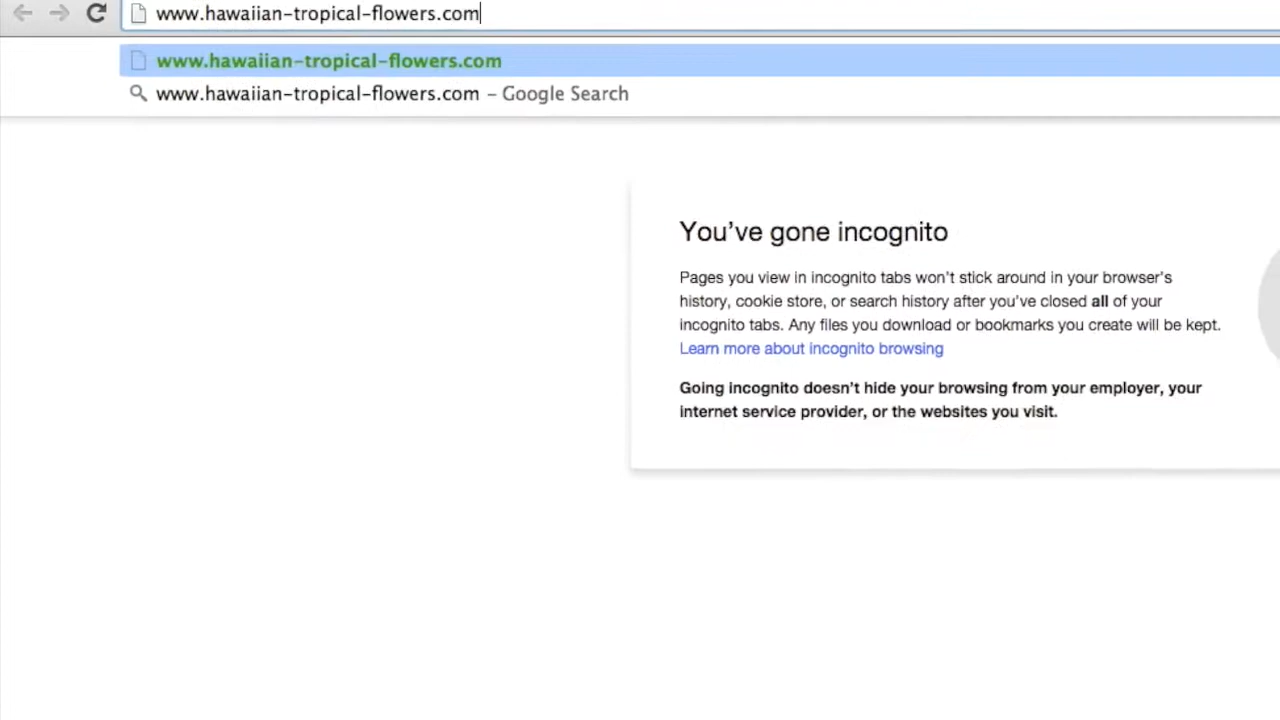 www.hawaiian-tropical-flowers.com
www.hawaiian-tropical-flowers.com
www.hawaiian-tropical-flowers.com – Google Search
You’ve gone incognito
Pages you view in incognito tabs won’t stick around in your browser’s
history, cookie store, or search history after you’ve closed all of your
incognito tabs. Any files you download or bookmarks you create will be kept.
Learn more about incognito browsing
Going incognito doesn’t hide your browsing from your employer, your
internet service provider, or the websites you visit.